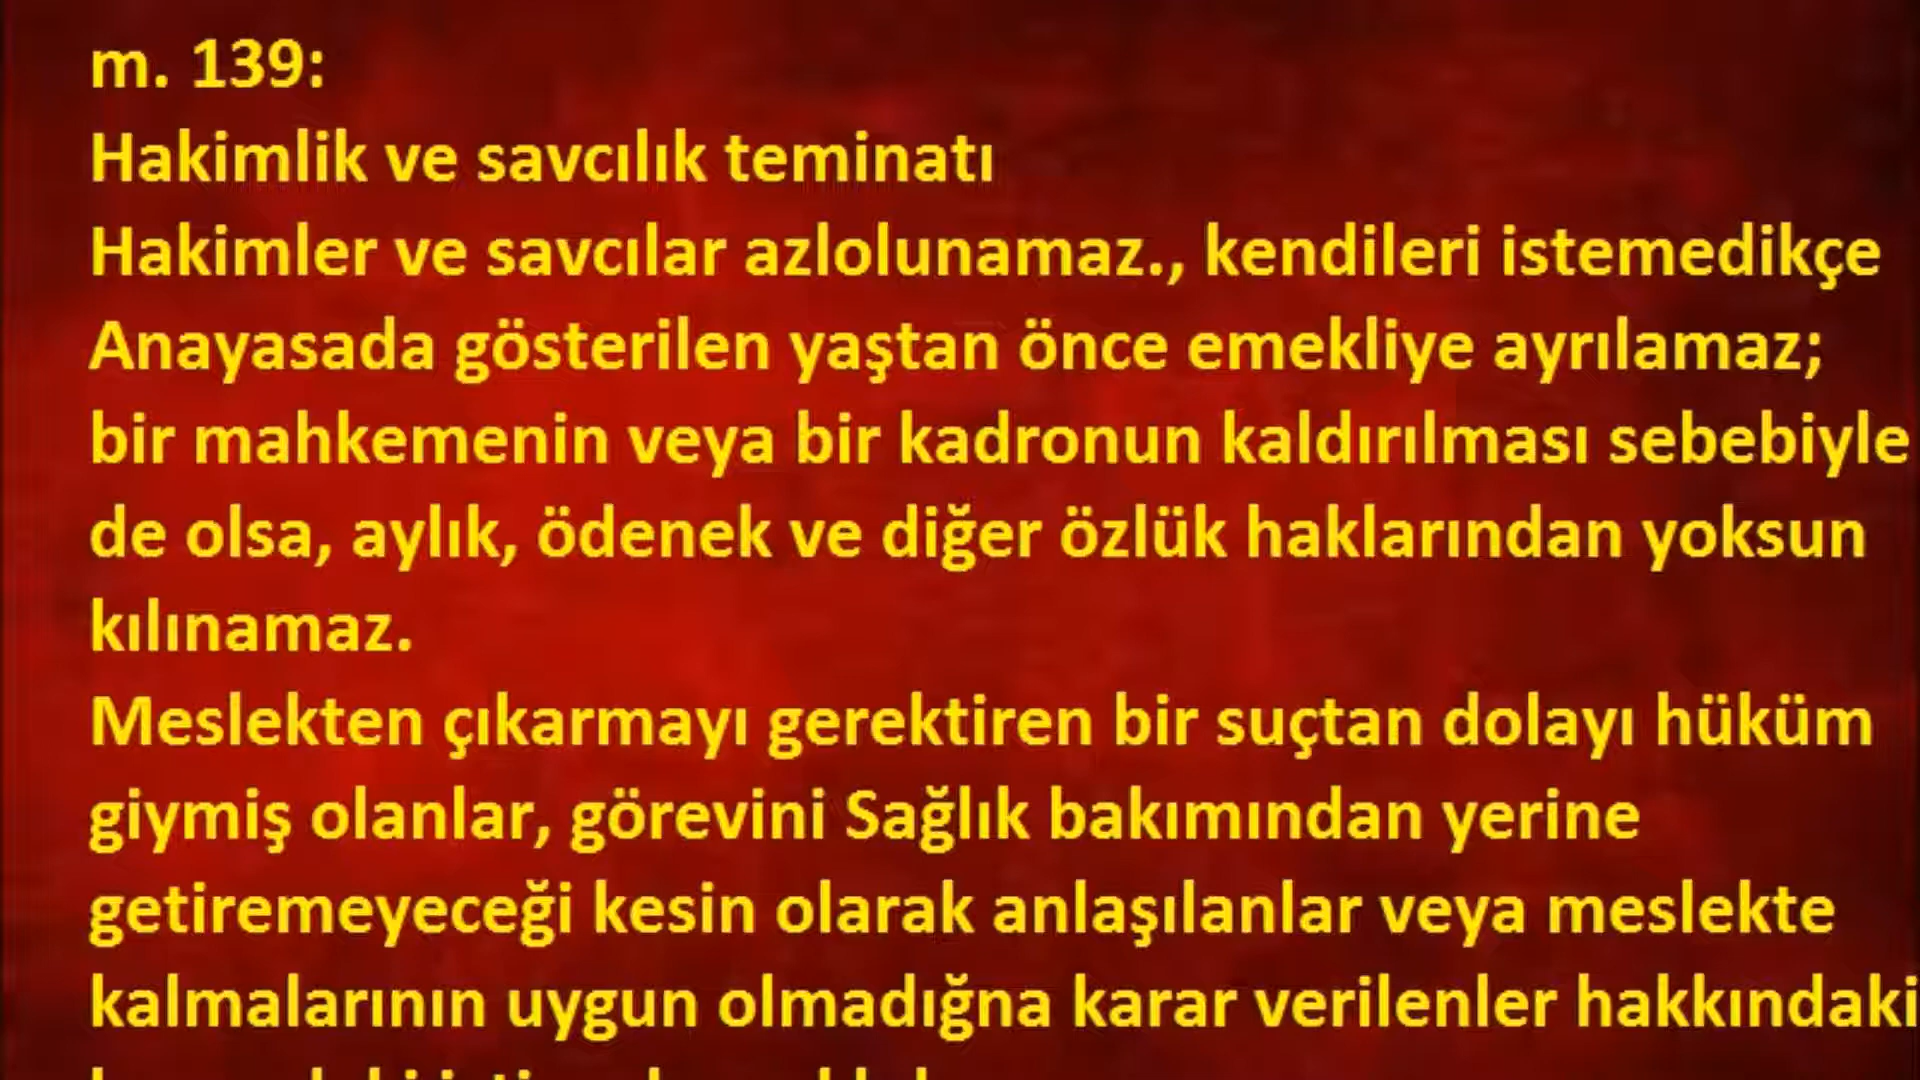 m. 139:
Hakimlik ve savcılık teminatı
Hakimler ve savcılar azlolunamaz., kendileri istemedikçe
Anayasada gösterilen yaştan önce emekliye ayrılamaz;
bir mahkemenin veya bir kadronun kaldırılması sebebiyle
de olsa, aylık, ödenek ve diğer özlük haklarından yoksun
kılınamaz.
Meslekten çıkarmayı gerektiren bir suçtan dolayı hüküm
giymiş olanlar, görevini Sağlık bakımından yerine
getiremeyeceği kesin olarak anlaşılanlar veya meslekte
kalmalarının uygun olmadığna karar verilenler hakkındaki